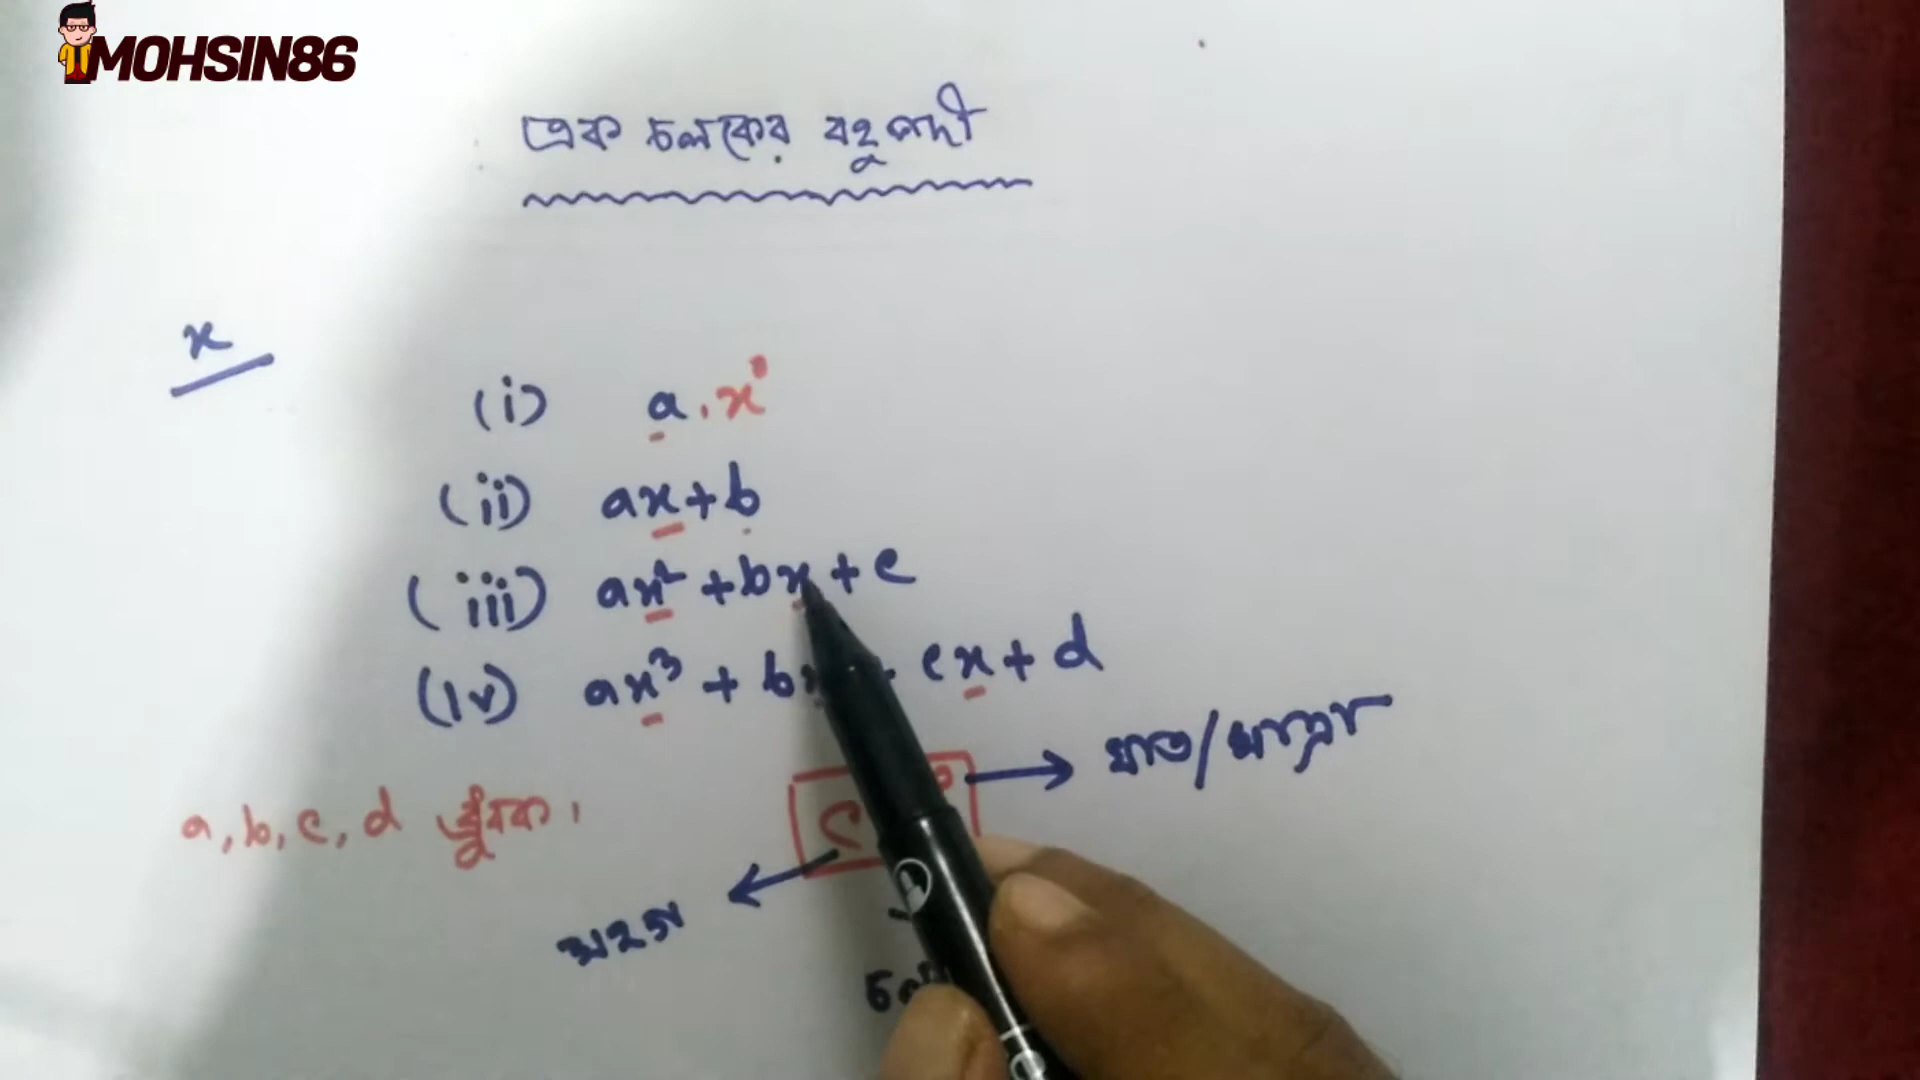 MOHSIN86
এক চলকের বহুপদী
x
(i) a . x⁰
(ii) ax + b
(iii) ax² + bx + c
(iv) ax³ + b + cx + d
a, b, c, d ধ্রুবক।
c → ঘাত/মাত্রা
সহগ